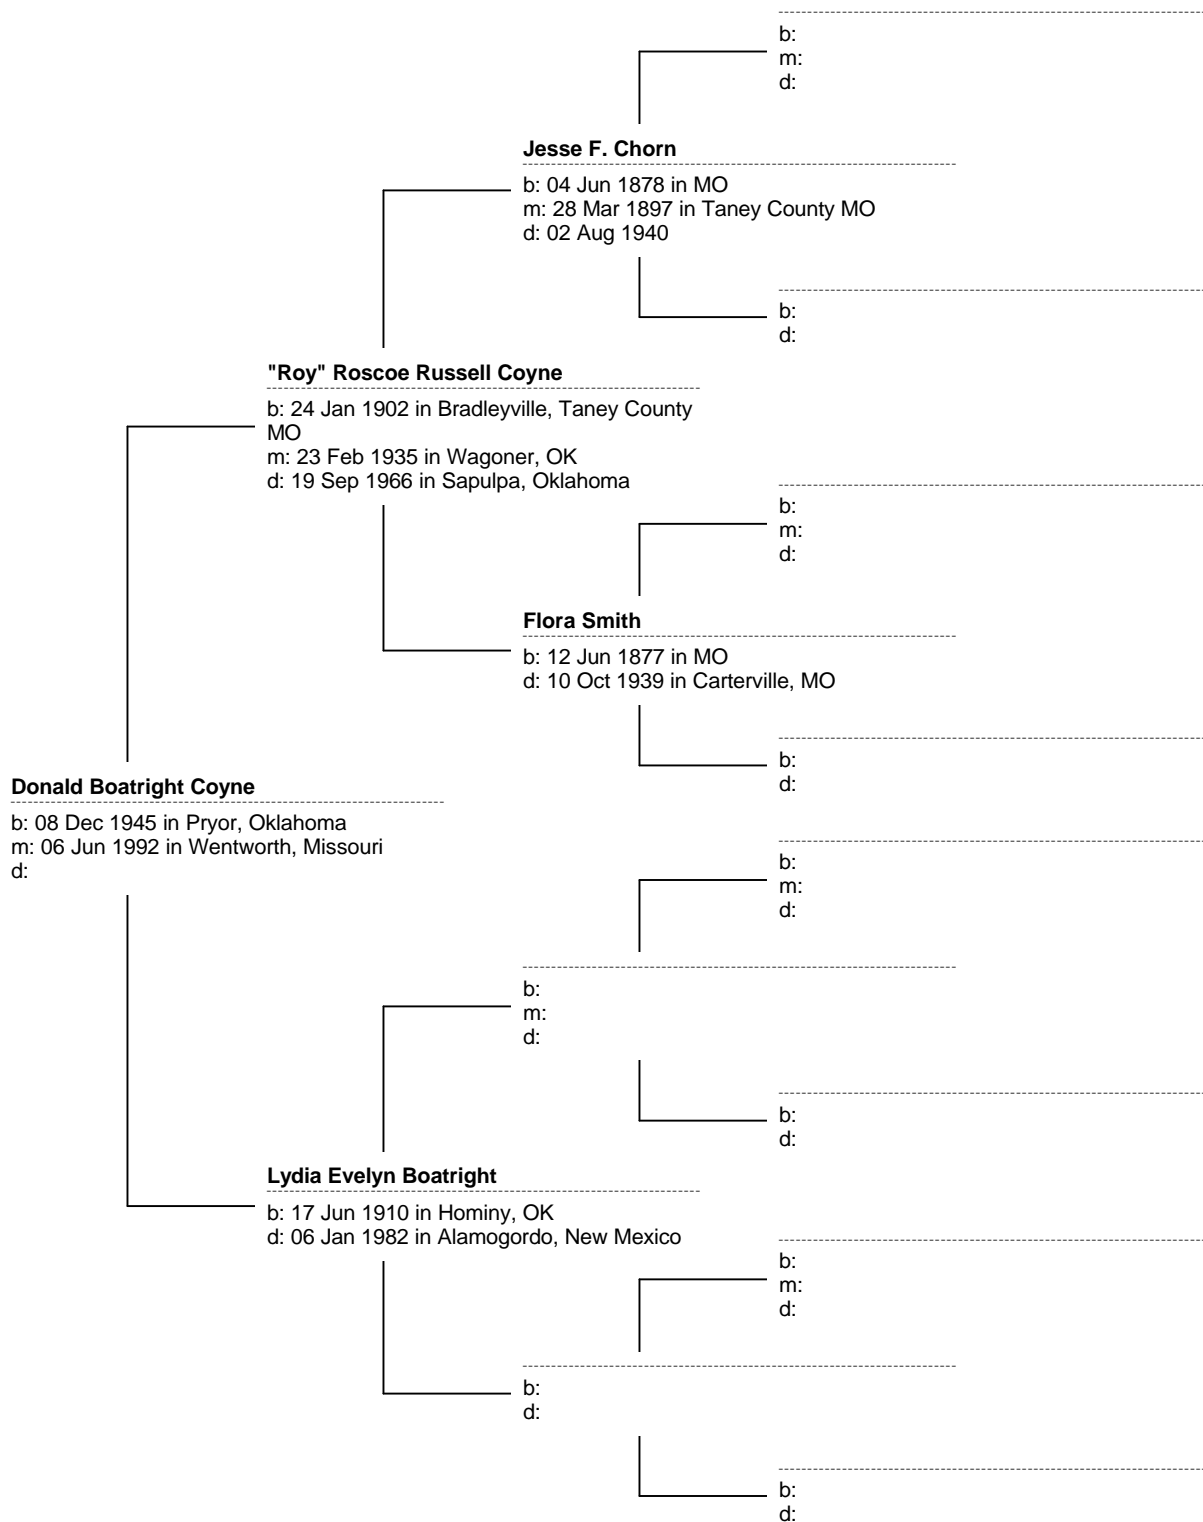 b:
m:
d:
Jesse F. Chorn
b: 04 Jun 1878 in MO
m: 28 Mar 1897 in Taney County MO
d: 02 Aug 1940
b:
d:
"Roy" Roscoe Russell Coyne
b: 24 Jan 1902 in Bradleyville, Taney County
MO
m: 23 Feb 1935 in Wagoner, OK
d: 19 Sep 1966 in Sapulpa, Oklahoma
b:
m:
d:
Flora Smith
b: 12 Jun 1877 in MO
d: 10 Oct 1939 in Carterville, MO
b:
d:
Donald Boatright Coyne
b: 08 Dec 1945 in Pryor, Oklahoma
m: 06 Jun 1992 in Wentworth, Missouri
d:
b:
m:
d:
b:
m:
d:
b:
d:
Lydia Evelyn Boatright
b: 17 Jun 1910 in Hominy, OK
d: 06 Jan 1982 in Alamogordo, New Mexico
b:
m:
d:
b:
d:
b:
d: